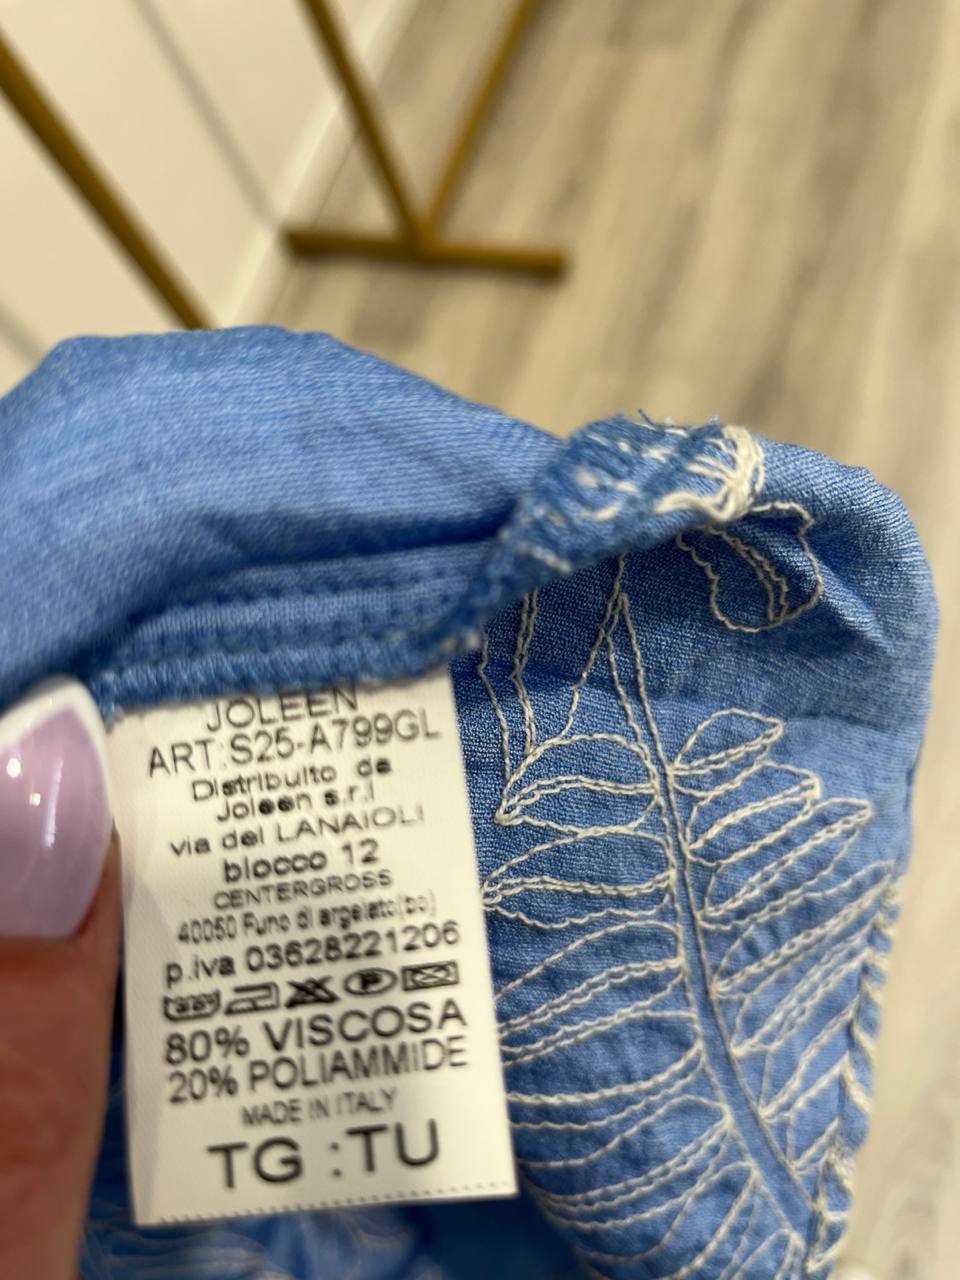 JOLEEN
ART:S25-A799GL
Distribuito da
Joleen s.r.l
via dei LANAIOLI
blocco 12
CENTERGROSS
40050 Funo di argelato(bo)
p.iva 03628221206
80% VISCOSA
20% POLIAMMIDE
MADE IN ITALY
TG :TU